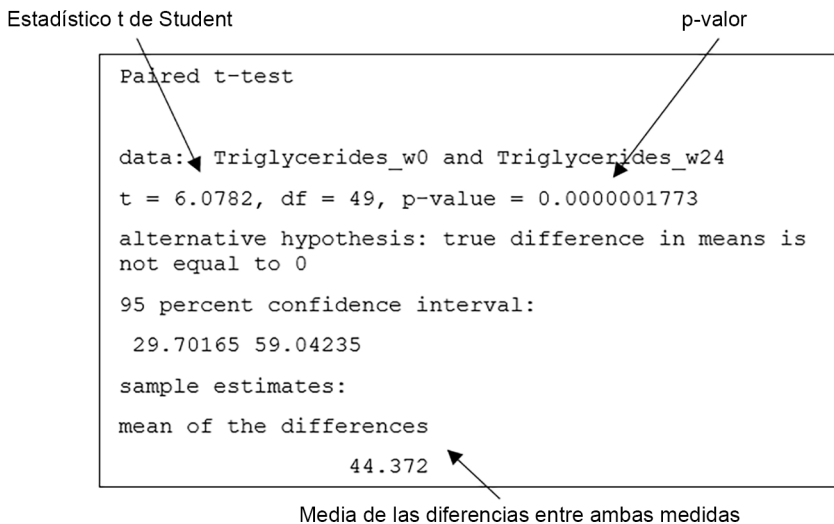 Estadístico t de Student
p-valor
Paired t-test
data: Triglycerides_w0 and Triglycerides_w24
t = 6.0782, df = 49, p-value = 0.0000001773
alternative hypothesis: true difference in means is
not equal to 0
95 percent confidence interval:
29.70165 59.04235
sample estimates:
mean of the differences
44.372
Media de las diferencias entre ambas medidas